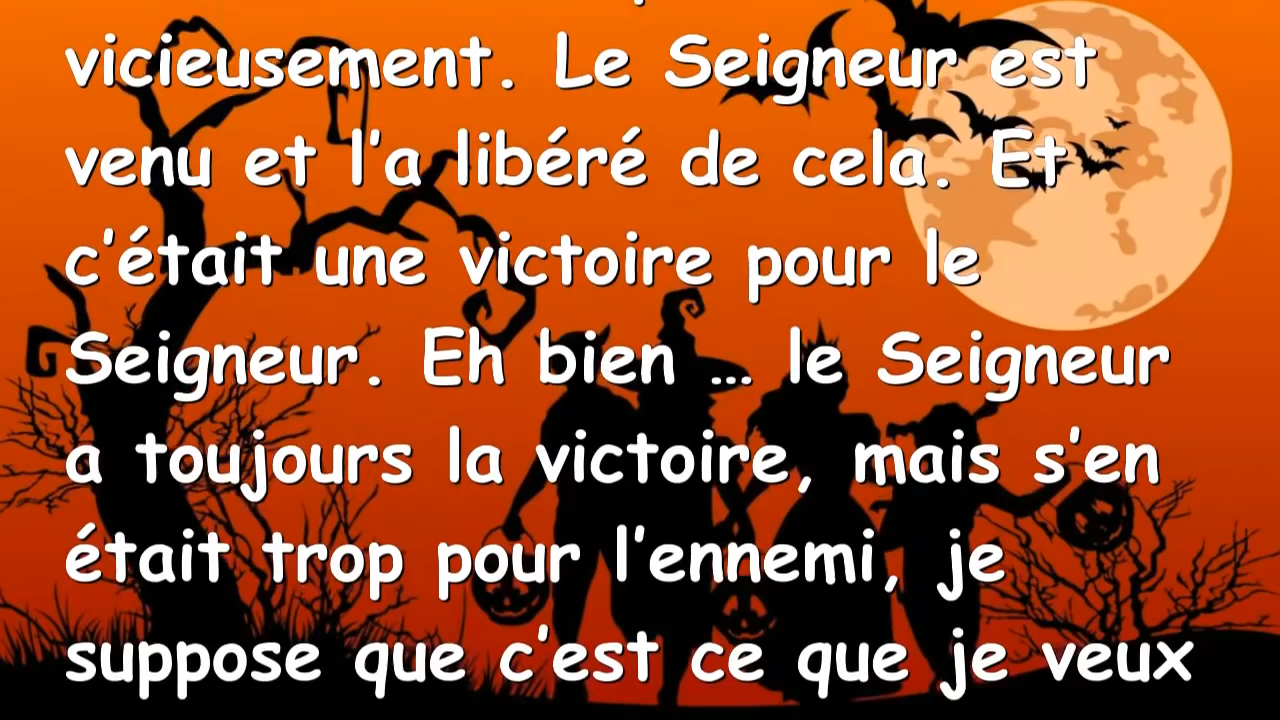 vicieusement. Le Seigneur est
venu et l'a libéré de cela. Et
c'était une victoire pour le
Seigneur. Eh bien … le Seigneur
a toujours la victoire, mais s'en
était trop pour l'ennemi, je
suppose que c'est ce que je veux